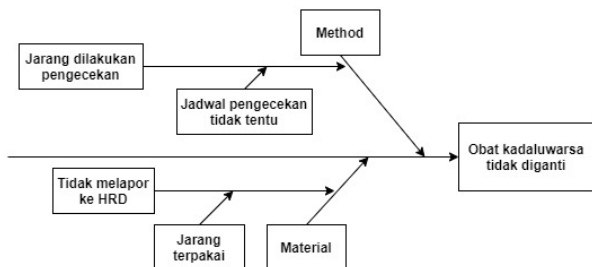 Method
Jarang dilakukan
pengecekan
Jadwal pengecekan
tidak tentu
Obat kadaluwarsa
tidak diganti
Tidak melapor
ke HRD
Jarang
terpakai
Material